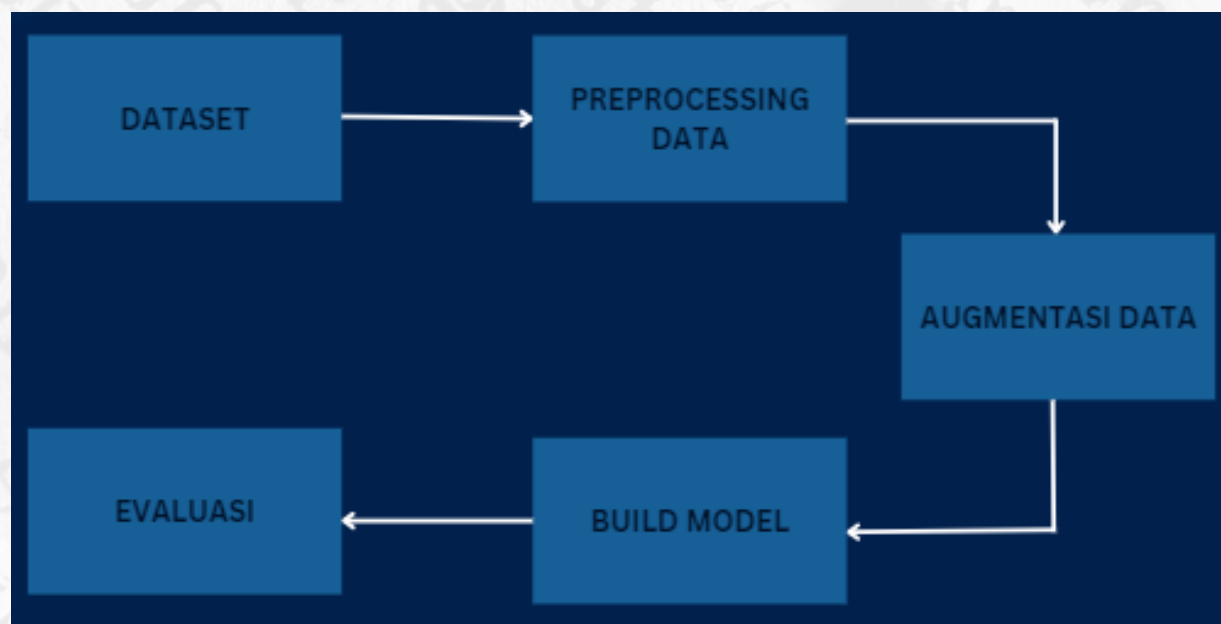 DATASET
PREPROCESSING
DATA
AUGMENTASI DATA
BUILD MODEL
EVALUASI